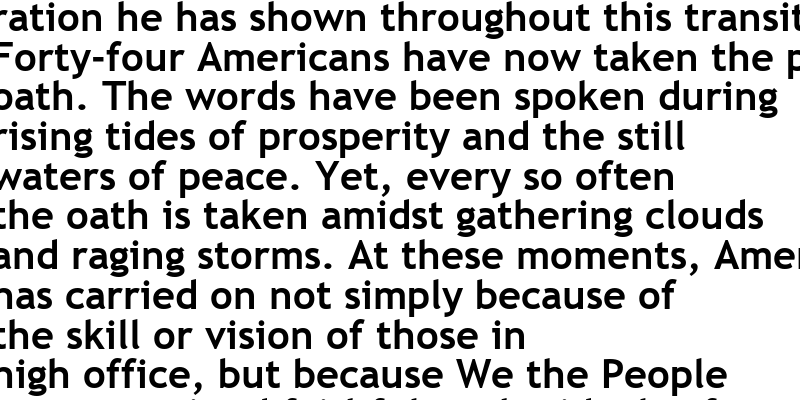 ration he has shown throughout this transit
Forty-four Americans have now taken the p
oath. The words have been spoken during
rising tides of prosperity and the still
waters of peace. Yet, every so often
the oath is taken amidst gathering clouds
and raging storms. At these moments, Amer
has carried on not simply because of
the skill or vision of those in
high office, but because We the People